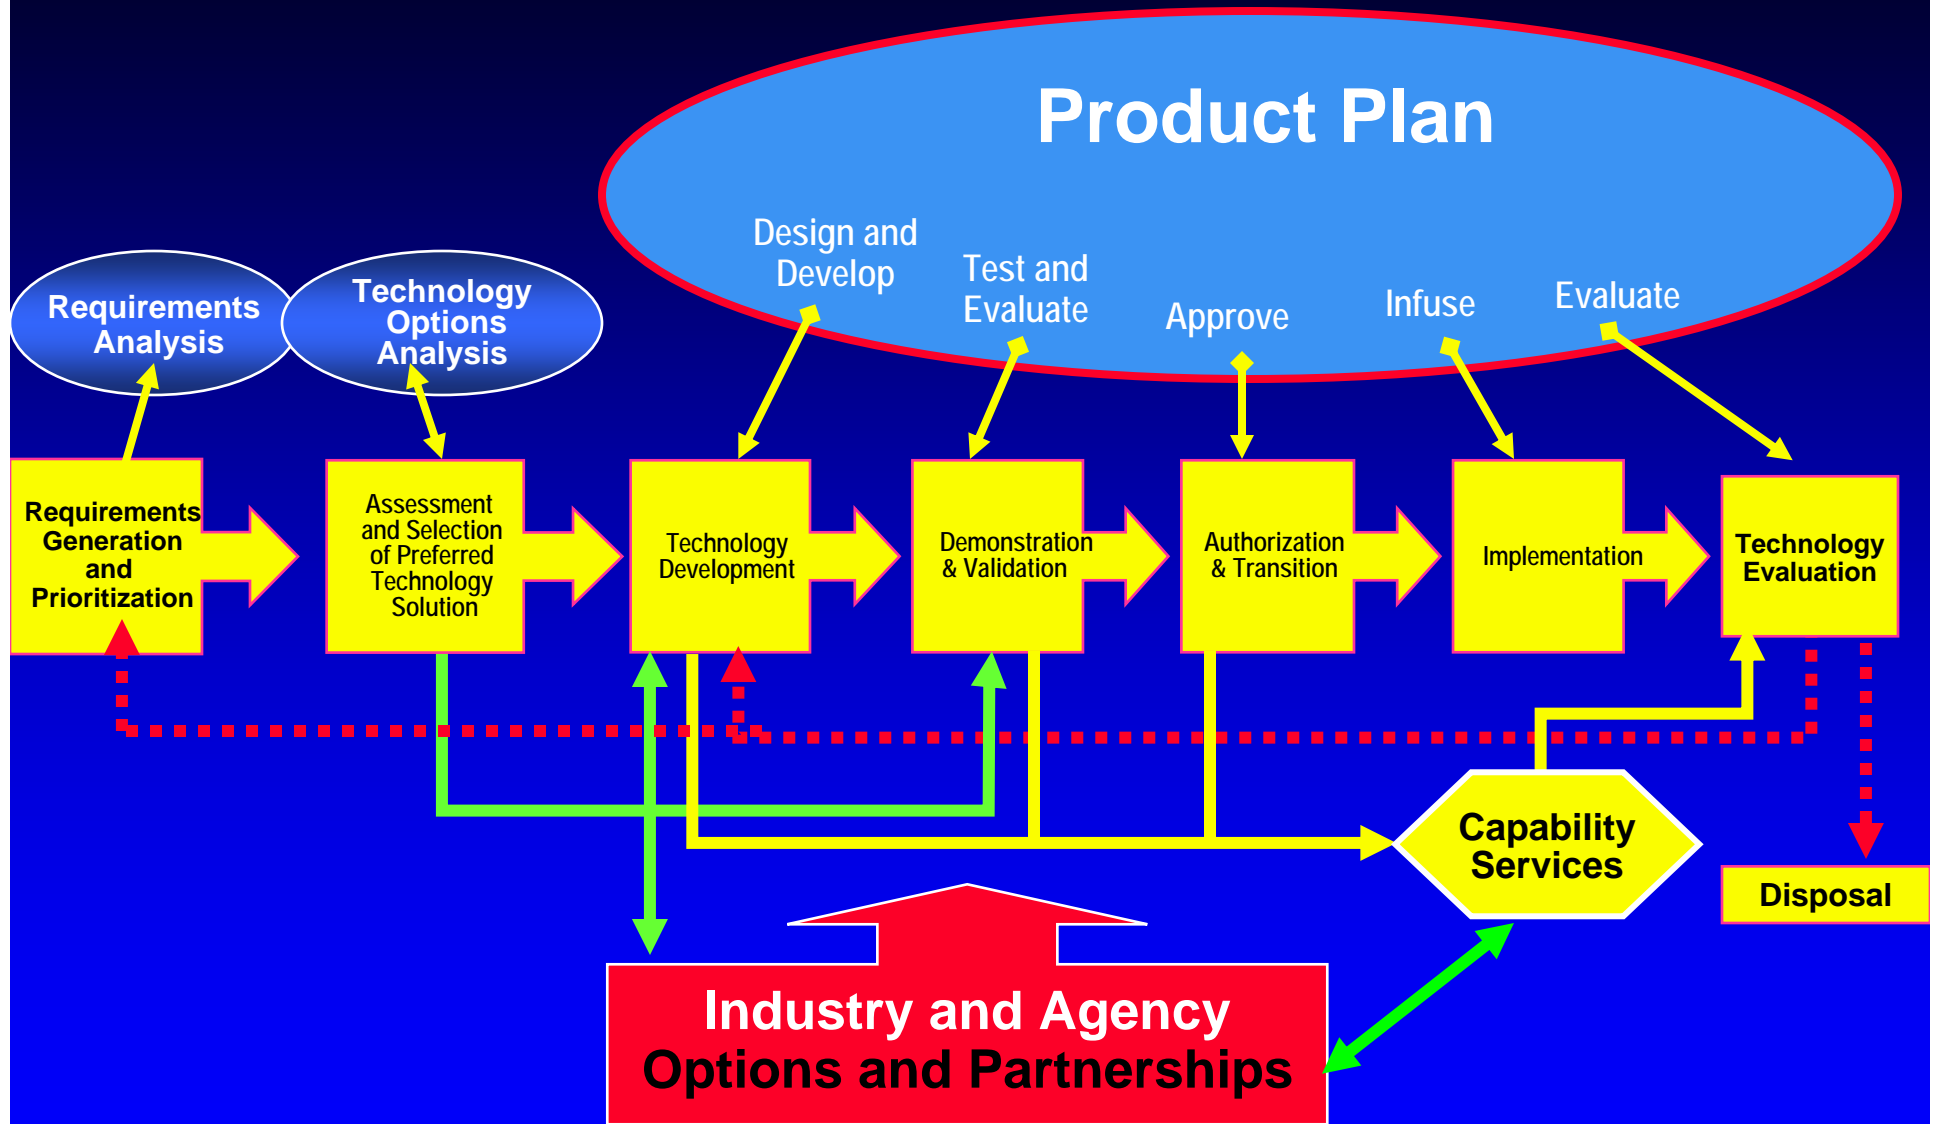 Product Plan
Design and
Develop
Test and
Evaluate
Approve
Infuse
Evaluate
Requirements
Analysis
Technology
Options
Analysis
Requirements
Generation
and
Prioritization
Assessment
and Selection
of Preferred
Technology
Solution
Technology
Development
Demonstration
& Validation
Authorization
& Transition
Implementation
Technology
Evaluation
Capability
Services
Disposal
Industry and Agency
Options and Partnerships